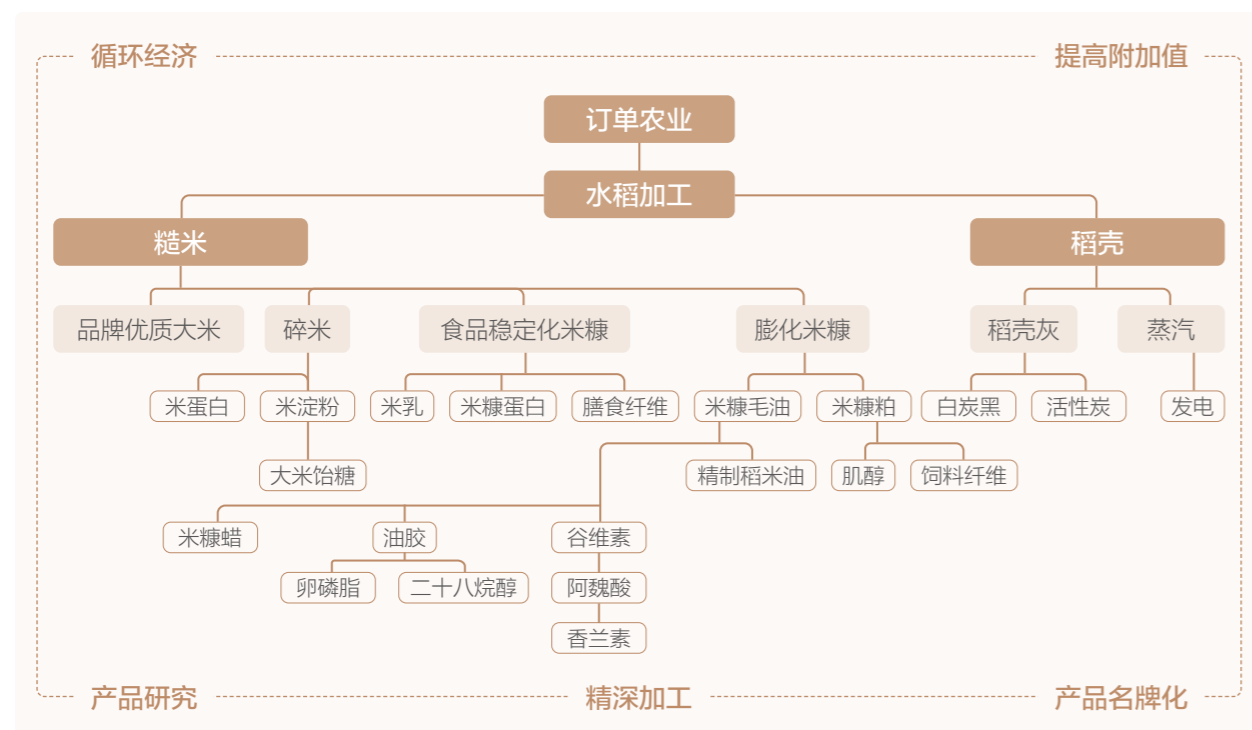 循环经济 提高附加值
订单农业
水稻加工
糙米 稻壳
品牌优质大米 碎米 食品稳定化米糠 膨化米糠 稻壳灰 蒸汽
米蛋白 米淀粉 米乳 米糠蛋白 膳食纤维 米糠毛油 米糠粕 白炭黑 活性炭 发电
大米饴糖 精制稻米油 肌醇 饲料纤维
米糠蜡 油胶 谷维素
卵磷脂 二十八烷醇 阿魏酸
香兰素
产品研究 精深加工 产品名牌化